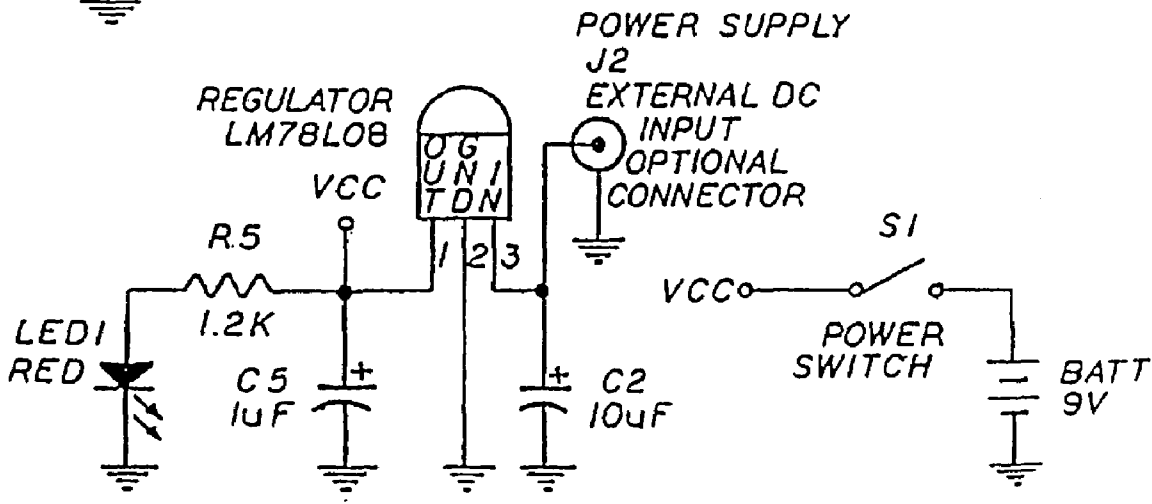 POWER SUPPLY
J2
EXTERNAL DC
INPUT
OPTIONAL
CONNECTOR
REGULATOR
LM78L08
O G
U N I
T D N
VCC
1 2 3
R5
1.2K
LED1
RED
C5
1uF
+
C2
10uF
+
S1
VCC
POWER
SWITCH
BATT
9V